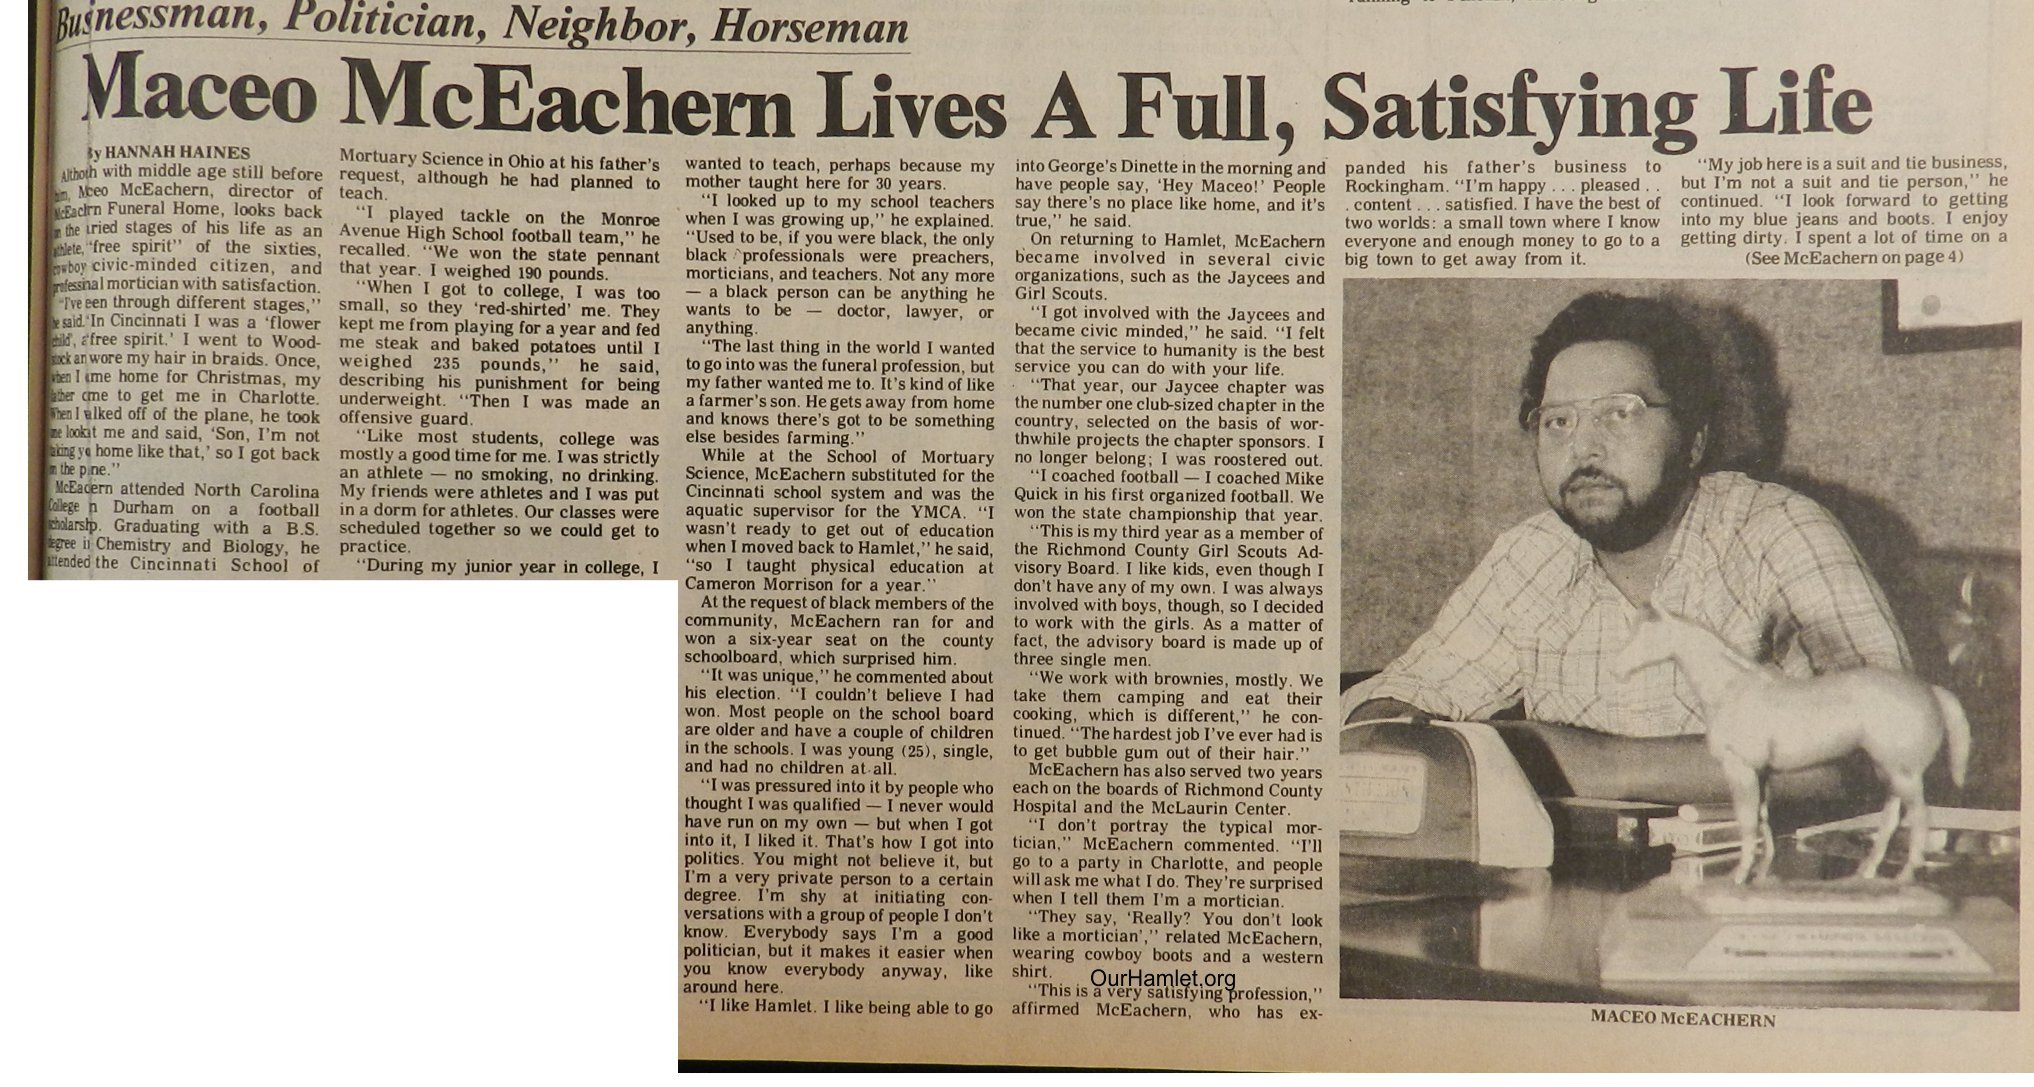 Businessman, Politician, Neighbor, Horseman
Maceo McEachern Lives A Full, Satisfying Life
By HANNAH HAINES
Although with middle age still before
him, Maceo McEachern, director of
McEachrn Funeral Home, looks back
on the varied stages of his life as an
athlete, "free spirit" of the sixties,
cowboy civic-minded citizen, and
professional mortician with satisfaction.
"I've been through different stages,"
he said. "In Cincinnati I was a 'flower
child', a 'free spirit.' I went to Wood-
stock and wore my hair in braids. Once,
when I came home for Christmas, my
father came to get me in Charlotte.
When I walked off of the plane, he took
one look at me and said, 'Son, I'm not
taking you home like that,' so I got back
on the plane."
McEachern attended North Carolina
College in Durham on a football
scholarship. Graduating with a B.S.
degree in Chemistry and Biology, he
attended the Cincinnati School of
Mortuary Science in Ohio at his father's
request, although he had planned to
teach.
"I played tackle on the Monroe
Avenue High School football team," he
recalled. "We won the state pennant
that year. I weighed 190 pounds.
"When I got to college, I was too
small, so they 'red-shirted' me. They
kept me from playing for a year and fed
me steak and baked potatoes until I
weighed 235 pounds," he said,
describing his punishment for being
underweight. "Then I was made an
offensive guard.
"Like most students, college was
mostly a good time for me. I was strictly
an athlete — no smoking, no drinking.
My friends were athletes and I was put
in a dorm for athletes. Our classes were
scheduled together so we could get to
practice.
"During my junior year in college, I
wanted to teach, perhaps because my
mother taught here for 30 years.
"I looked up to my school teachers
when I was growing up," he explained.
"Used to be, if you were black, the only
black professionals were preachers,
morticians, and teachers. Not any more
— a black person can be anything he
wants to be — doctor, lawyer, or
anything.
"The last thing in the world I wanted
to go into was the funeral profession, but
my father wanted me to. It's kind of like
a farmer's son. He gets away from home
and knows there's got to be something
else besides farming."
While at the School of Mortuary
Science, McEachern substituted for the
Cincinnati school system and was the
aquatic supervisor for the YMCA. "I
wasn't ready to get out of education
when I moved back to Hamlet," he said,
"so I taught physical education at
Cameron Morrison for a year."
At the request of black members of the
community, McEachern ran for and
won a six-year seat on the county
schoolboard, which surprised him.
"It was unique," he commented about
his election. "I couldn't believe I had
won. Most people on the school board
are older and have a couple of children
in the schools. I was young (25), single,
and had no children at all.
"I was pressured into it by people who
thought I was qualified — I never would
have run on my own — but when I got
into it, I liked it. That's how I got into
politics. You might not believe it, but
I'm a very private person to a certain
degree. I'm shy at initiating con-
versations with a group of people I don't
know. Everybody says I'm a good
politician, but it makes it easier when
you know everybody anyway, like
around here.
"I like Hamlet. I like being able to go
into George's Dinette in the morning and
have people say, 'Hey Maceo!' People
say there's no place like home, and it's
true," he said.
On returning to Hamlet, McEachern
became involved in several civic
organizations, such as the Jaycees and
Girl Scouts.
"I got involved with the Jaycees and
became civic minded," he said. "I felt
that the service to humanity is the best
service you can do with your life.
"That year, our Jaycee chapter was
the number one club-sized chapter in the
country, selected on the basis of wor-
thwhile projects the chapter sponsors. I
no longer belong; I was roostered out.
"I coached football — I coached Mike
Quick in his first organized football. We
won the state championship that year.
"This is my third year as a member of
the Richmond County Girl Scouts Ad-
visory Board. I like kids, even though I
don't have any of my own. I was always
involved with boys, though, so I decided
to work with the girls. As a matter of
fact, the advisory board is made up of
three single men.
"We work with brownies, mostly. We
take them camping and eat their
cooking, which is different," he con-
tinued. "The hardest job I've ever had is
to get bubble gum out of their hair."
McEachern has also served two years
each on the boards of Richmond County
Hospital and the McLaurin Center.
"I don't portray the typical mor-
tician," McEachern commented. "I'll
go to a party in Charlotte, and people
will ask me what I do. They're surprised
when I tell them I'm a mortician.
"They say, 'Really? You don't look
like a mortician'," related McEachern,
wearing cowboy boots and a western
shirt.
OurHamlet.org
"This is a very satisfying profession,"
affirmed McEachern, who has ex-
panded his father's business to
Rockingham. "I'm happy . . . pleased . .
. content . . . satisfied. I have the best of
two worlds: a small town where I know
everyone and enough money to go to a
big town to get away from it.
"My job here is a suit and tie business,
but I'm not a suit and tie person," he
continued. "I look forward to getting
into my blue jeans and boots. I enjoy
getting dirty. I spent a lot of time on a
(See McEachern on page 4)
MACEO McEACHERN